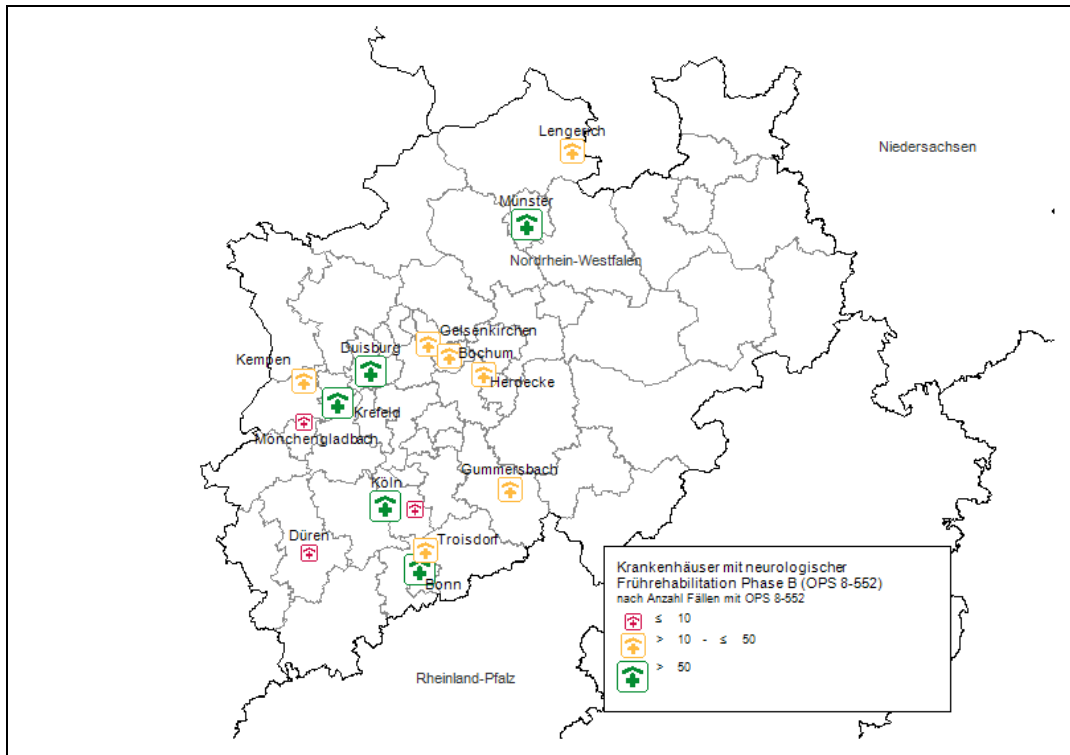 Lengerich
Niedersachsen
Münster
Nordrhein-Westfalen
Gelsenkirchen
Duisburg
Bochum
Kempen
Herdecke
Krefeld
Mönchengladbach
Gummersbach
Köln
Düren
Troisdorf
Bonn
Rheinland-Pfalz
Krankenhäuser mit neurologischer
Frührehabilitation Phase B (OPS 8-552)
nach Anzahl Fällen mit OPS 8-552
≤ 10
> 10 - ≤ 50
> 50